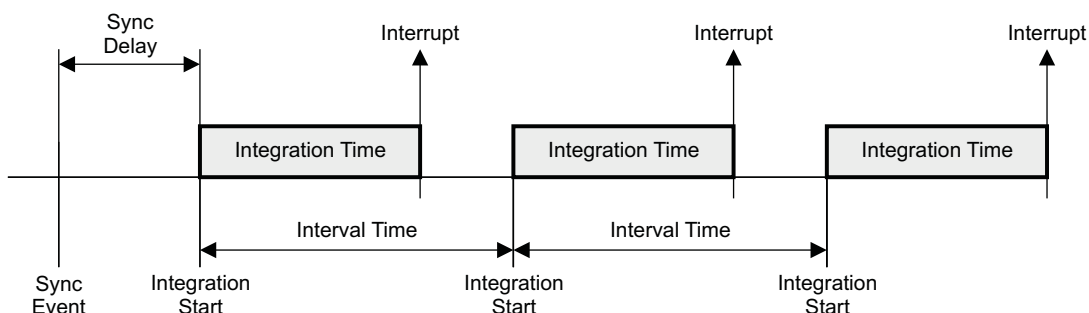 Sync
Delay
Interrupt
Interrupt
Interrupt
Integration Time
Integration Time
Integration Time
Interval Time
Interval Time
Sync
Event
Integration
Start
Integration
Start
Integration
Start